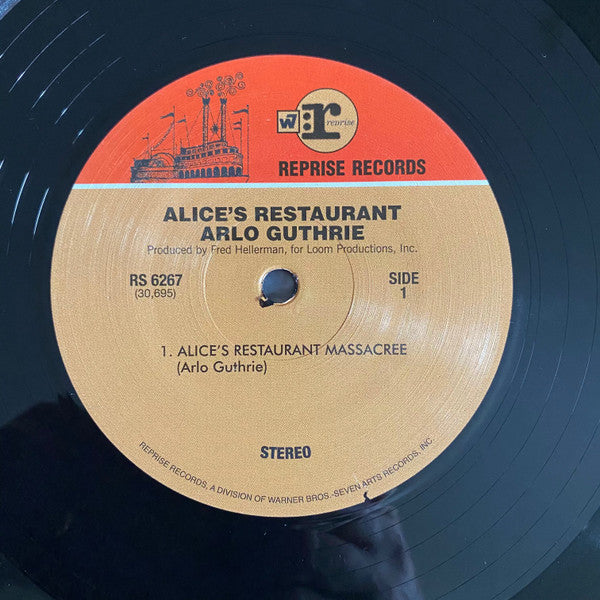 W7
r
reprise
REPRISE RECORDS
ALICE'S RESTAURANT
ARLO GUTHRIE
Produced by Fred Hellerman, for Loom Productions, Inc.
RS 6267
(30,695)
SIDE
1
1. ALICE'S RESTAURANT MASSACREE
(Arlo Guthrie)
STEREO
REPRISE RECORDS, A DIVISION OF WARNER BROS.-SEVEN ARTS RECORDS, INC.